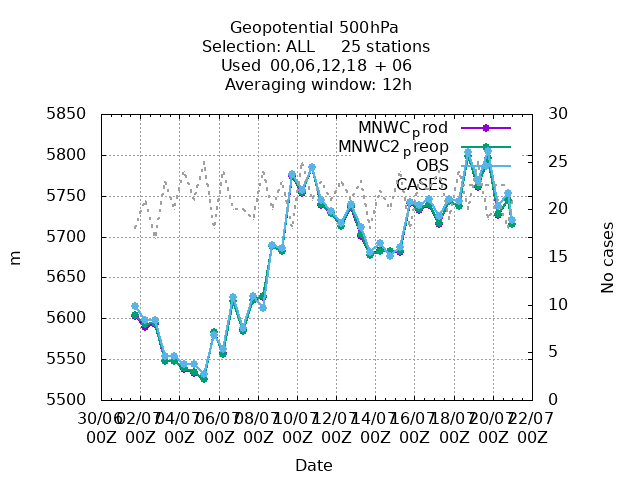 Geopotential 500hPa
Selection: ALL     25 stations
Used 00,06,12,18 + 06
Averaging window: 12h
5850
5800
5750
5700
5650
5600
5550
5500
30
25
20
15
10
5
0
MNWCprod
MNWC2preop
OBS
CASES
m
No cases
30/06 02/07 04/07 06/07 08/07 10/07 12/07 14/07 16/07 18/07 20/07 22/07
00Z 00Z 00Z 00Z 00Z 00Z 00Z 00Z 00Z 00Z 00Z 00Z
Date